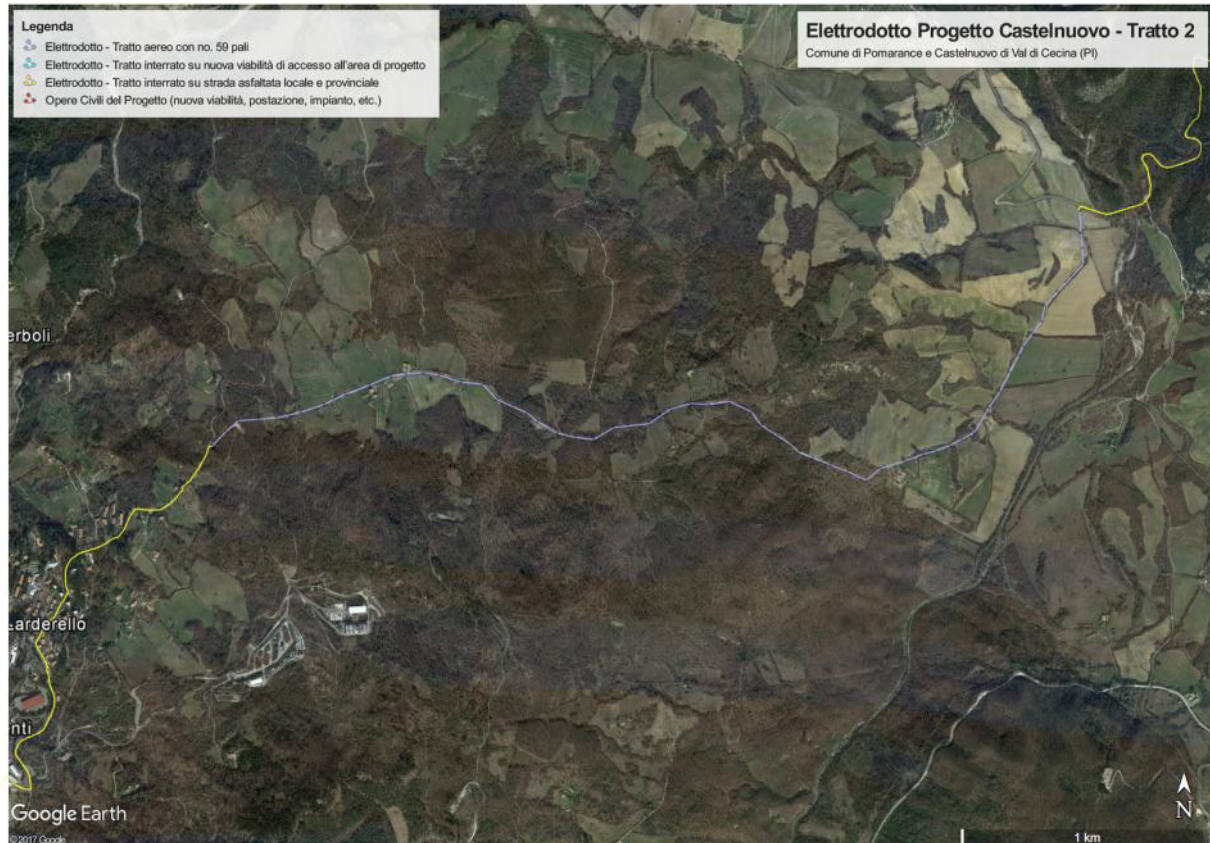 Legenda
Elettrodotto - Tratto aereo con no. 59 pali
Elettrodotto - Tratto interrato su nuova viabilità di accesso all'area di progetto
Elettrodotto - Tratto interrato su strada asfaltata locale e provinciale
Opere Civili del Progetto (nuova viabilità, postazione, impianto, etc.)
Elettrodotto Progetto Castelnuovo - Tratto 2
Comune di Pomarance e Castelnuovo di Val di Cecina (PI)
erboli
arderello
nti
Google Earth
© 2017 Google
N
1 km